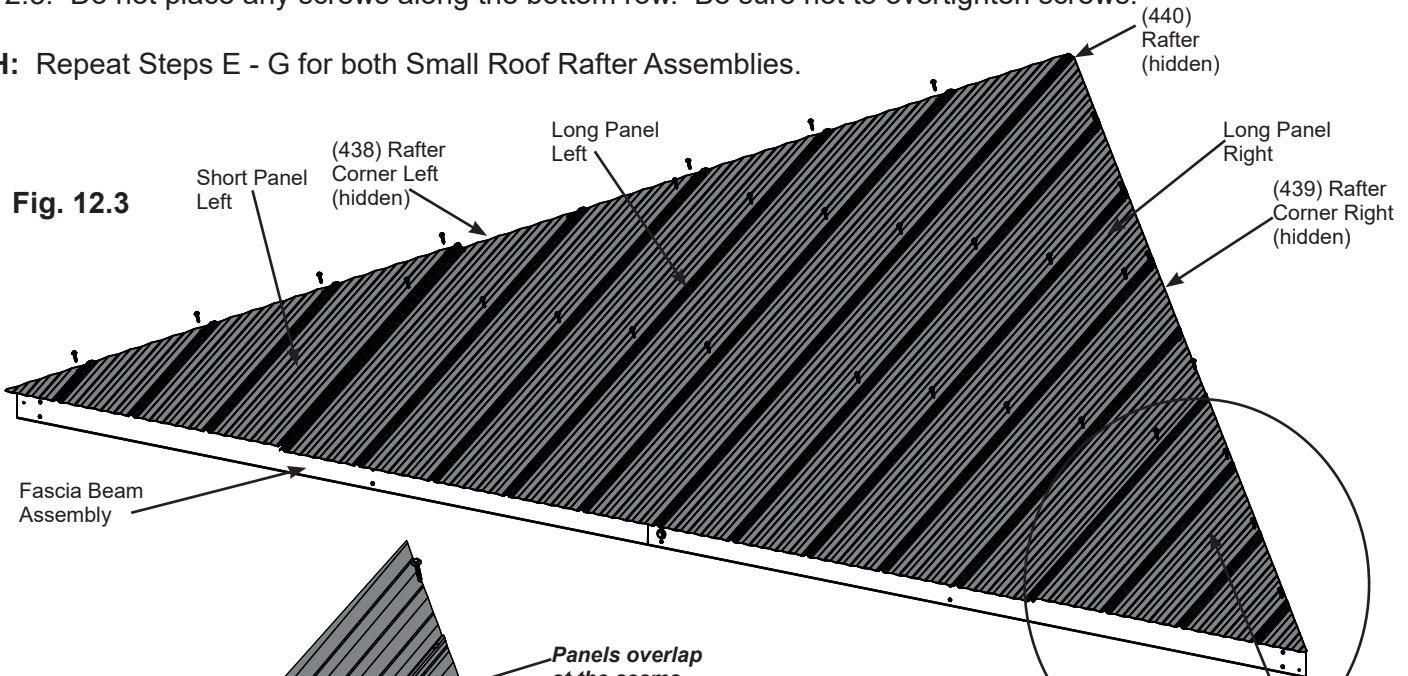 12.3. Do not place any screws along the bottom row. Be sure not to overtighten screws.
H: Repeat Steps E - G for both Small Roof Rafter Assemblies.
(440)
Rafter
(hidden)
Long Panel
Left
Long Panel
Right
(438) Rafter
Corner Left
(hidden)
Short Panel
Left
(439) Rafter
Corner Right
(hidden)
Fig. 12.3
Fascia Beam
Assembly
Panels overlap
at the seams